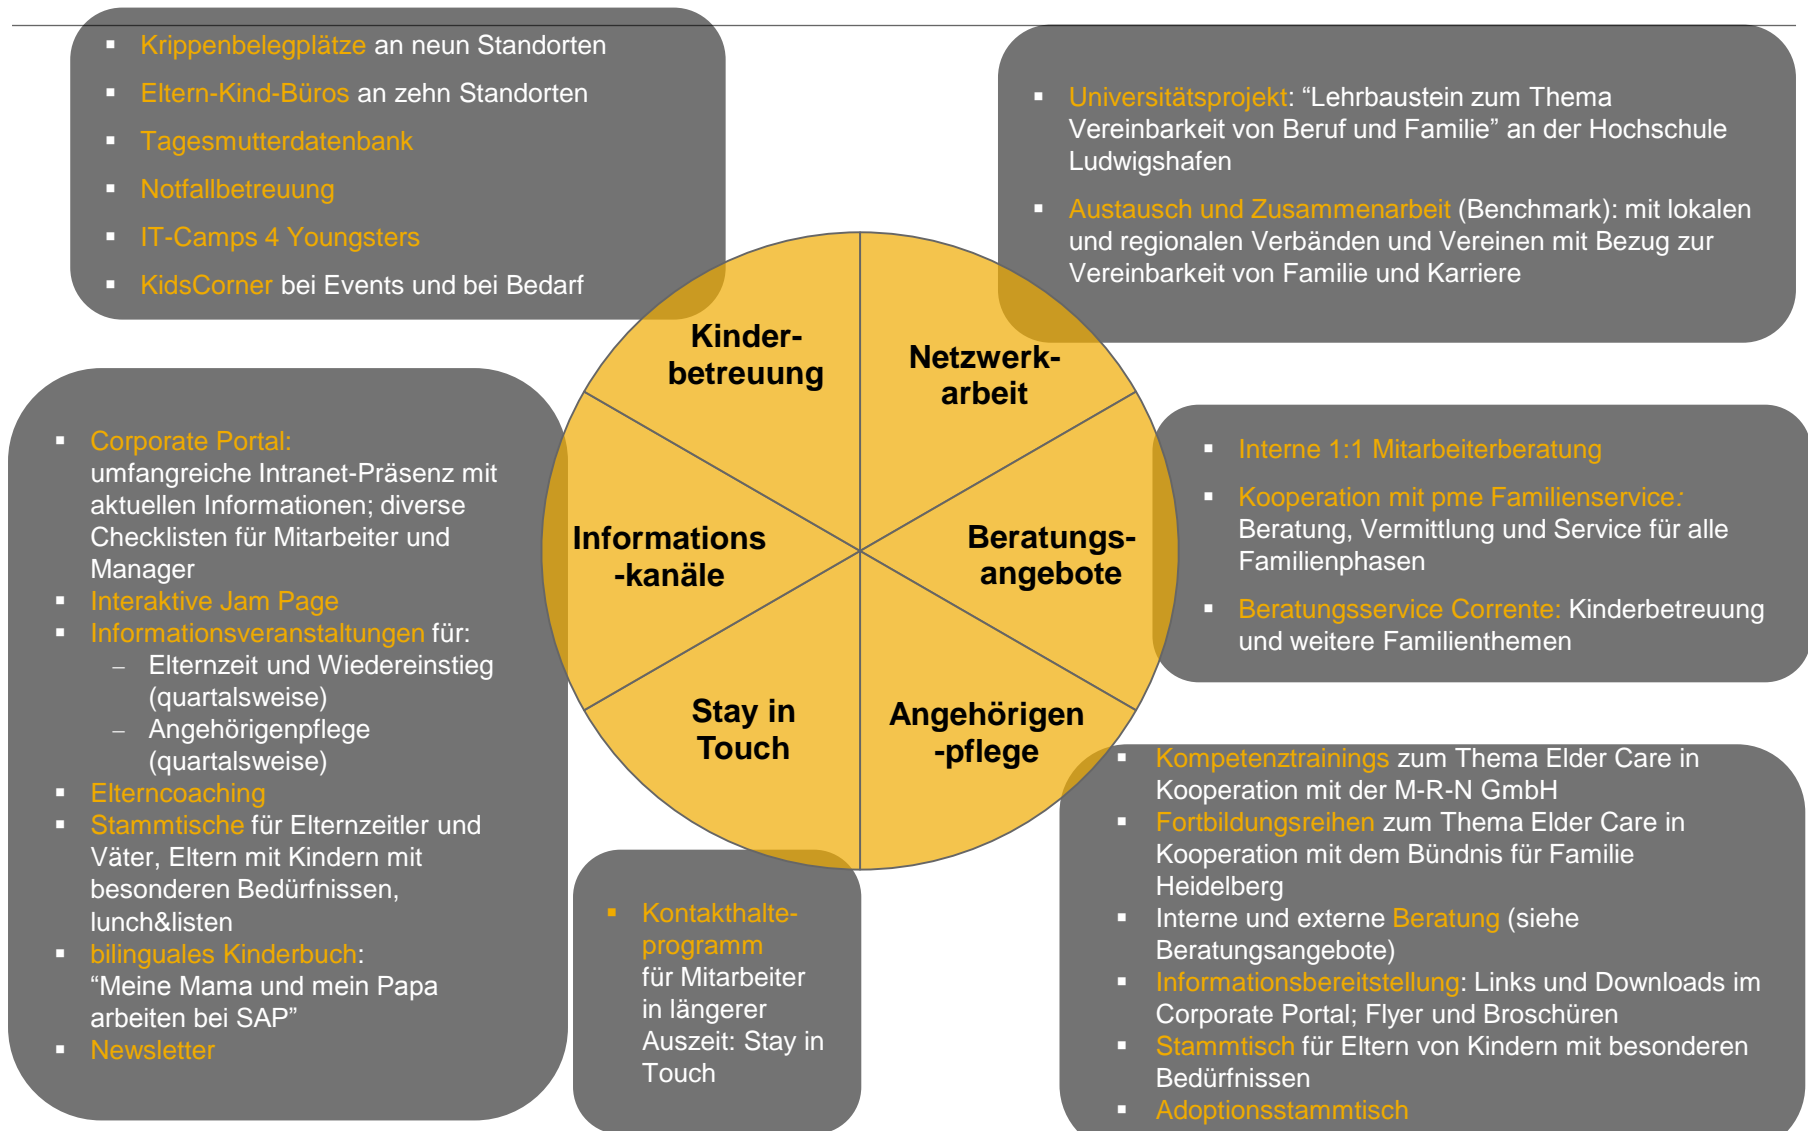 ▪ Krippenbelegplätze an neun Standorten
▪ Eltern-Kind-Büros an zehn Standorten
▪ Tagesmutterdatenbank
▪ Notfallbetreuung
▪ IT-Camps 4 Youngsters
▪ KidsCorner bei Events und bei Bedarf
▪ Universitätsprojekt: “Lehrbaustein zum Thema
Vereinbarkeit von Beruf und Familie” an der Hochschule
Ludwigshafen
▪ Austausch und Zusammenarbeit (Benchmark): mit lokalen
und regionalen Verbänden und Vereinen mit Bezug zur
Vereinbarkeit von Familie und Karriere
Kinder-
betreuung
Netzwerk-
arbeit
Informations
-kanäle
Beratungs-
angebote
Stay in
Touch
Angehörigen
-pflege
▪ Corporate Portal:
umfangreiche Intranet-Präsenz mit
aktuellen Informationen; diverse
Checklisten für Mitarbeiter und
Manager
▪ Interaktive Jam Page
▪ Informationsveranstaltungen für:
– Elternzeit und Wiedereinstieg
(quartalsweise)
– Angehörigenpflege
(quartalsweise)
▪ Elterncoaching
▪ Stammtische für Elternzeitler und
Väter, Eltern mit Kindern mit
besonderen Bedürfnissen,
lunch&listen
▪ bilinguales Kinderbuch:
“Meine Mama und mein Papa
arbeiten bei SAP”
▪ Newsletter
▪ Interne 1:1 Mitarbeiterberatung
▪ Kooperation mit pme Familienservice:
Beratung, Vermittlung und Service für alle
Familienphasen
▪ Beratungsservice Corrente: Kinderbetreuung
und weitere Familienthemen
▪ Kontakthalte-
programm
für Mitarbeiter
in längerer
Auszeit: Stay in
Touch
▪ Kompetenztrainings zum Thema Elder Care in
Kooperation mit der M-R-N GmbH
▪ Fortbildungsreihen zum Thema Elder Care in
Kooperation mit dem Bündnis für Familie
Heidelberg
▪ Interne und externe Beratung (siehe
Beratungsangebote)
▪ Informationsbereitstellung: Links und Downloads im
Corporate Portal; Flyer und Broschüren
▪ Stammtisch für Eltern von Kindern mit besonderen
Bedürfnissen
▪ Adoptionsstammtisch